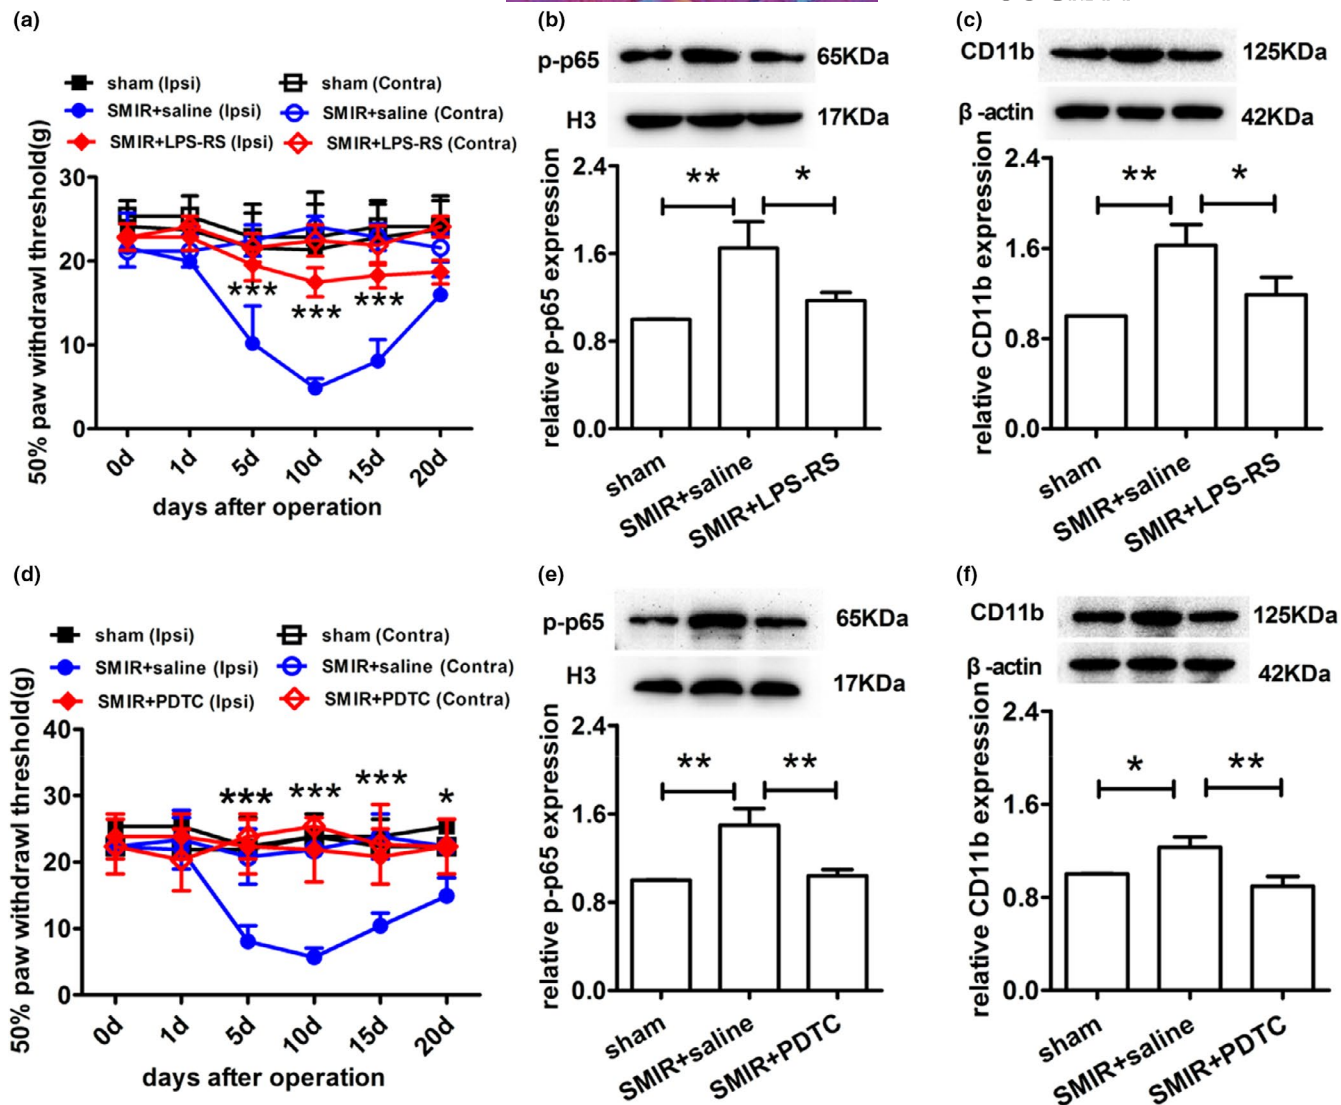 (a)
sham (Ipsi)
sham (Contra)
SMIR+saline (Ipsi)
SMIR+saline (Contra)
SMIR+LPS-RS (Ipsi)
SMIR+LPS-RS (Contra)
50% paw withdrawl threshold(g)
30
20
10
0
***
***
***
0d
1d
5d
10d
15d
20d
days after operation
(b)
p-p65
65KDa
H3
17KDa
relative p-p65 expression
2.4
1.6
0.8
0.0
**
*
sham
SMIR+saline
SMIR+LPS-RS
(c)
CD11b
125KDa
β-actin
42KDa
relative CD11b expression
2.4
1.6
0.8
0.0
**
*
sham
SMIR+saline
SMIR+LPS-RS
(d)
sham (Ipsi)
sham (Contra)
SMIR+saline (Ipsi)
SMIR+saline (Contra)
SMIR+PDTC (Ipsi)
SMIR+PDTC (Contra)
50% paw withdrawl threshold(g)
40
30
20
10
0
***
***
***
*
0d
1d
5d
10d
15d
20d
days after operation
(e)
p-p65
65KDa
H3
17KDa
relative p-p65 expression
2.4
1.6
0.8
0.0
**
**
sham
SMIR+saline
SMIR+PDTC
(f)
CD11b
125KDa
β-actin
42KDa
relative CD11b expression
2.4
1.6
0.8
0.0
*
**
sham
SMIR+saline
SMIR+PDTC